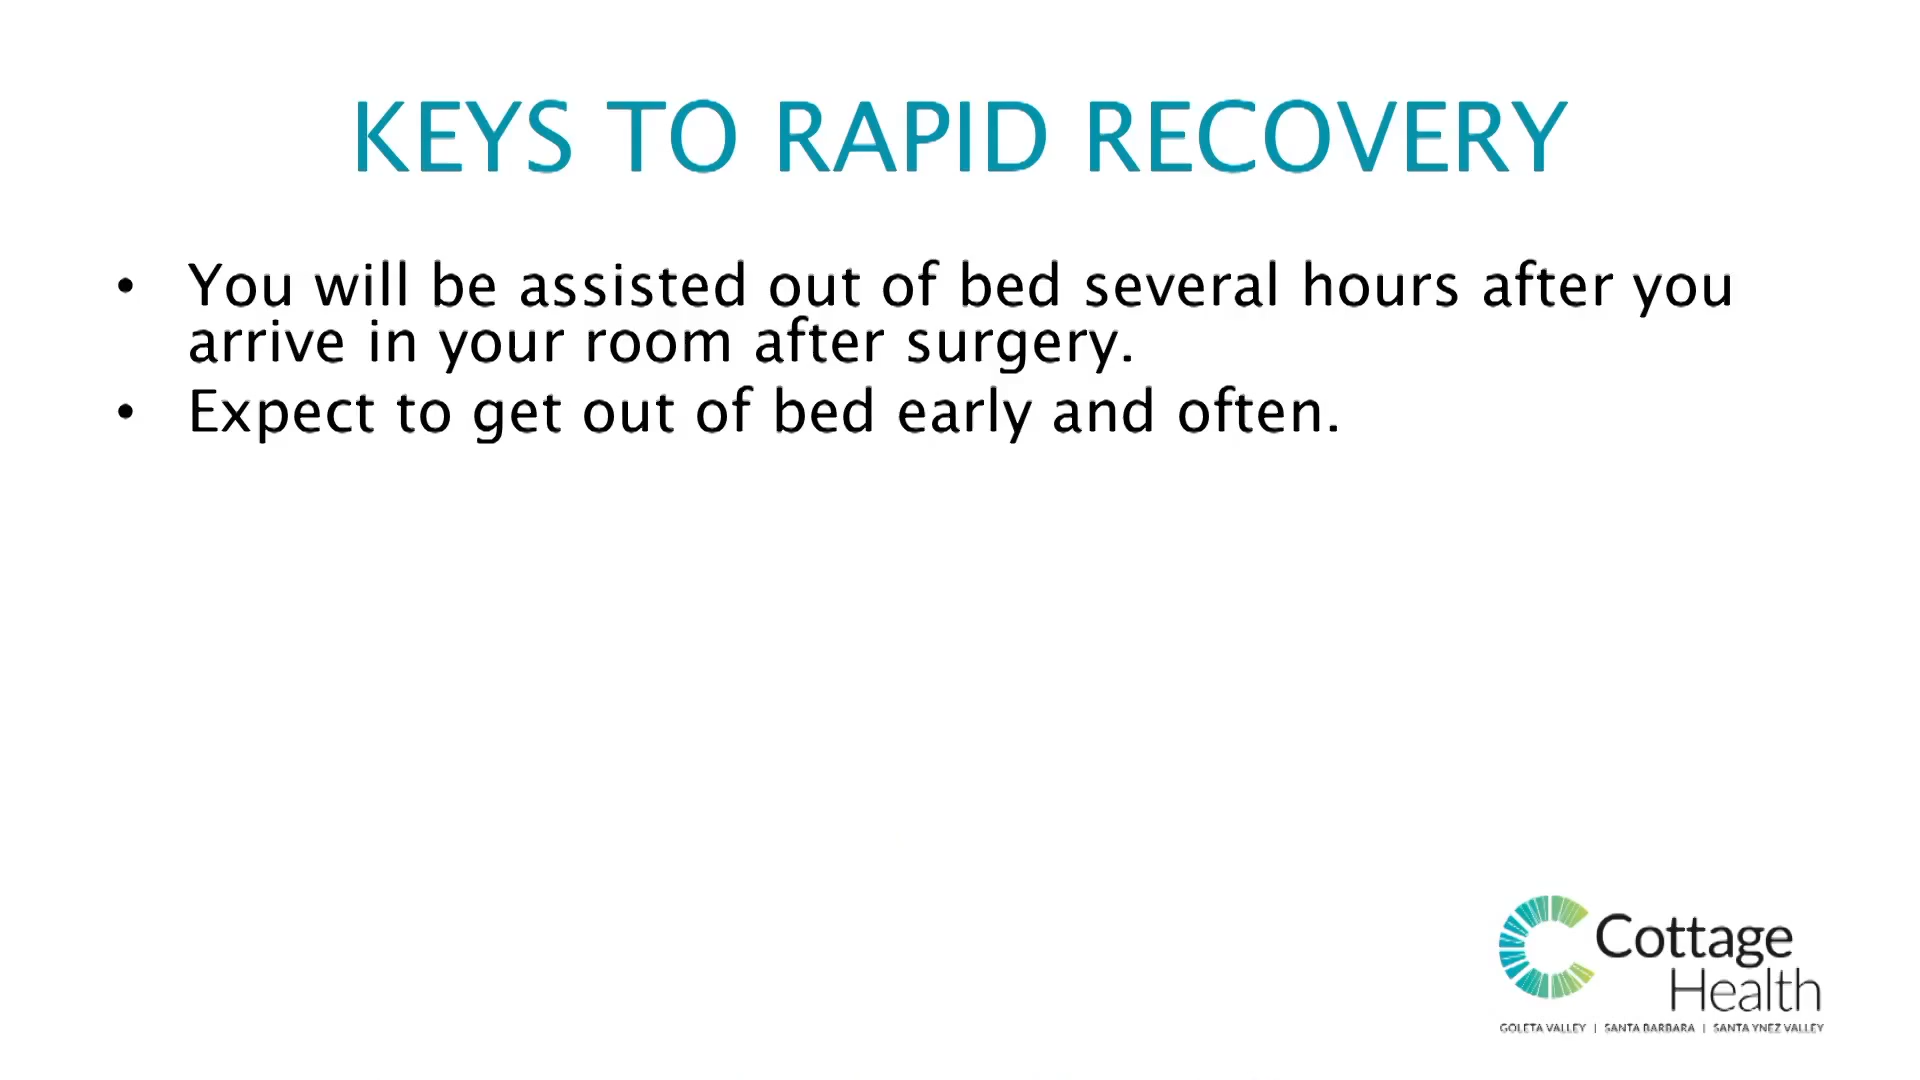 KEYS TO RAPID RECOVERY
• You will be assisted out of bed several hours after you
arrive in your room after surgery.
• Expect to get out of bed early and often.
Cottage
Health
GOLETA VALLEY | SANTA BARBARA | SANTA YNEZ VALLEY